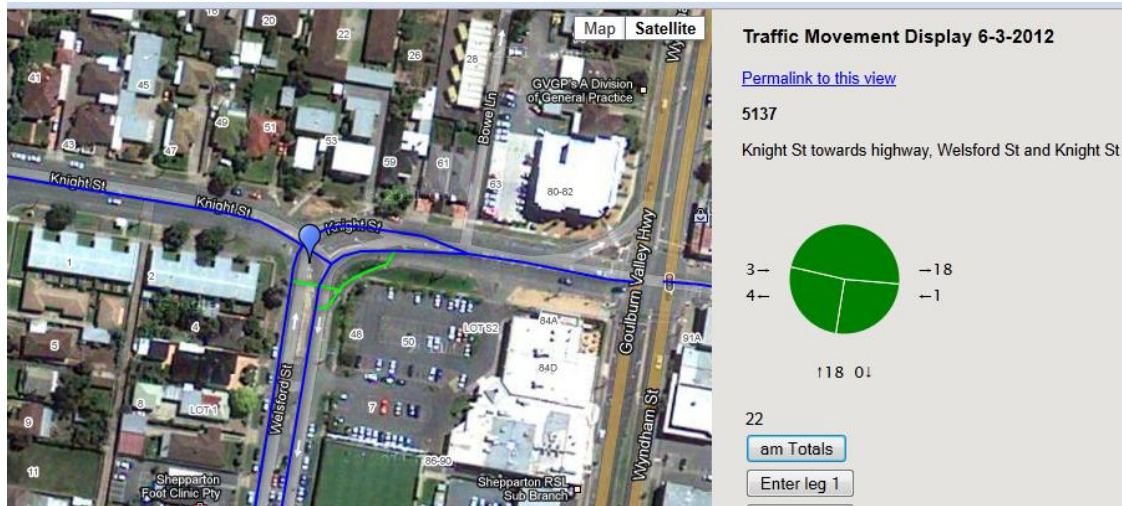 Map Satellite
18
20
22
26
28
41
45
GVGP's A Division
of General Practice
Bowe Ln
49
51
53
43
47
59
61
63
80-82
Knight St
Knight St
Knight St
1
2
Goulburn Valley Hwy
4
48
50
LOT S2
84A
84D
91A
5
Welsford St
8
LOT 1
7
9
11
86-90
Wyndham St
Shepparton
Foot Clinic Pty
Shepparton RSL
Sub Branch
Traffic Movement Display 6-3-2012
Permalink to this view
5137
Knight St towards highway, Welsford St and Knight St
3→ →18
4← ←1
↑18 0↓
22
am Totals
Enter leg 1